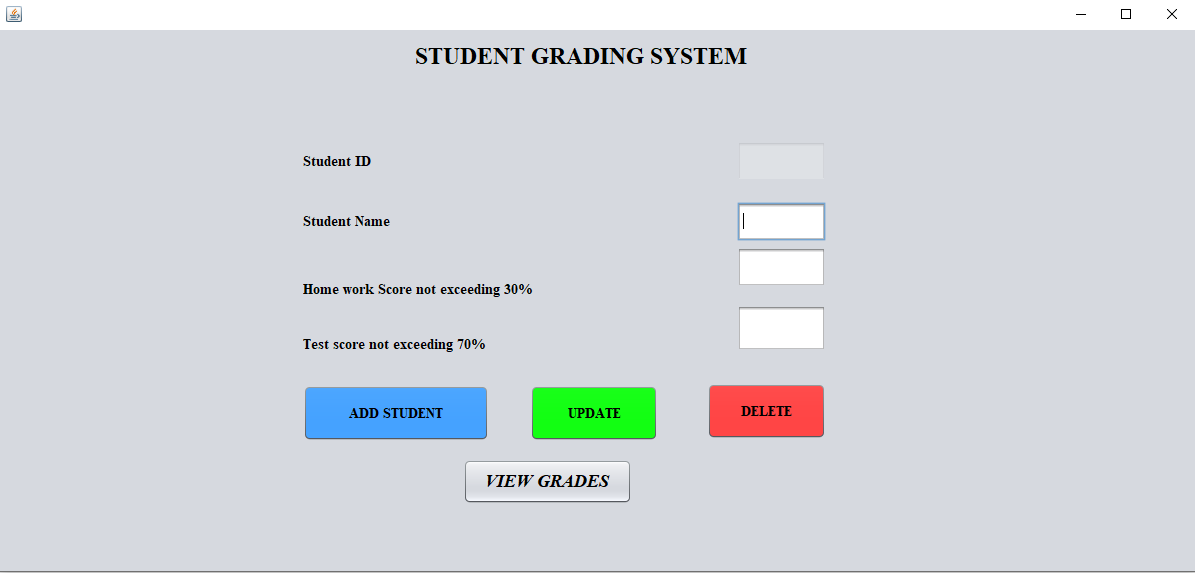 STUDENT GRADING SYSTEM
Student ID
Student Name
Home work Score not exceeding 30%
Test score not exceeding 70%
ADD STUDENT
UPDATE
DELETE
VIEW GRADES